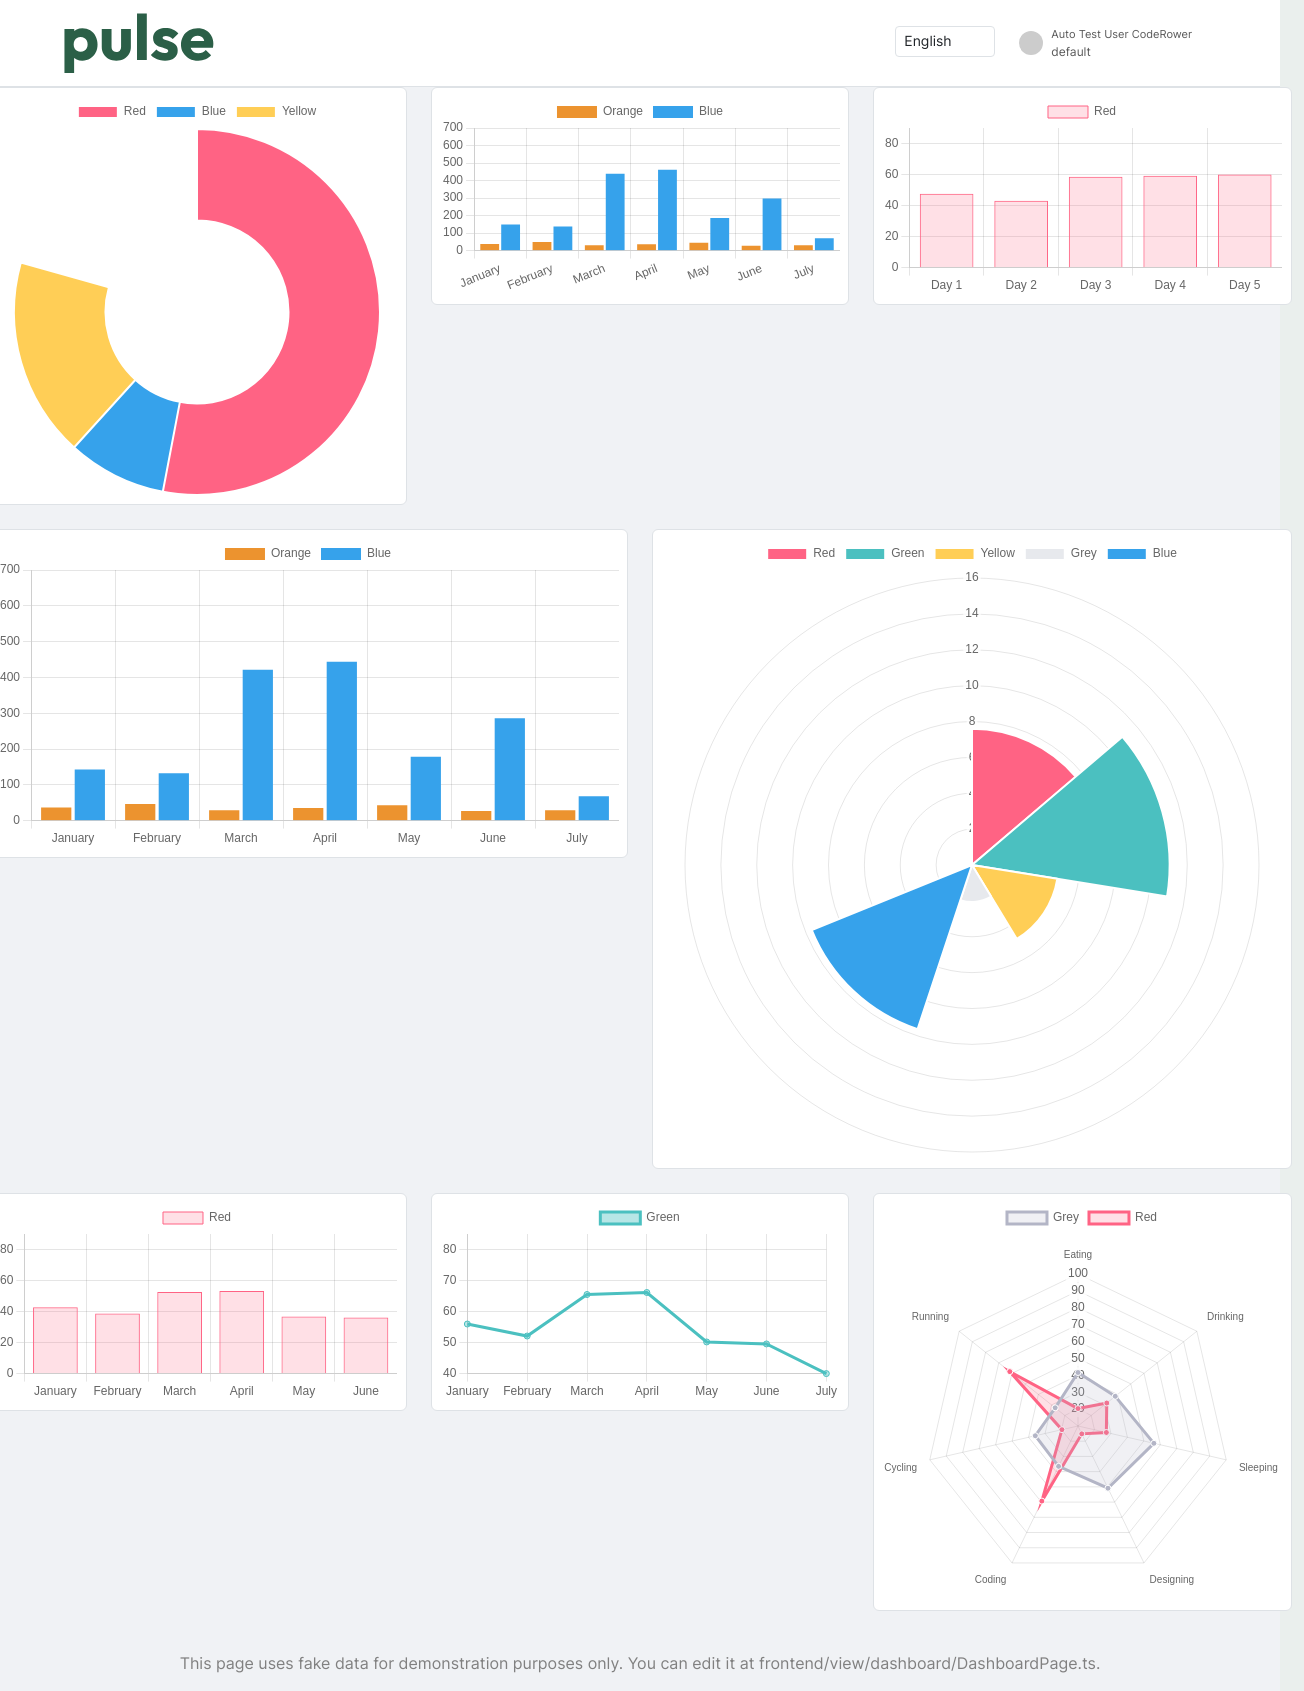 pulse
English
Auto Test User CodeRower
default
Red Blue Yellow
Orange Blue
700
600
500
400
300
200
100
0
January February March April May June July
Red
80
60
40
20
0
Day 1 Day 2 Day 3 Day 4 Day 5
Orange Blue
700
600
500
400
300
200
100
0
January February March April May June July
Red Green Yellow Grey Blue
16
14
12
10
8
Red
80
60
40
20
0
January February March April May June
Green
80
70
60
50
40
January February March April May June July
Grey Red
Eating
100
90
80
70
60
50
40
30
20
Running Drinking
Cycling Sleeping
Coding Designing
This page uses fake data for demonstration purposes only. You can edit it at frontend/view/dashboard/DashboardPage.ts.